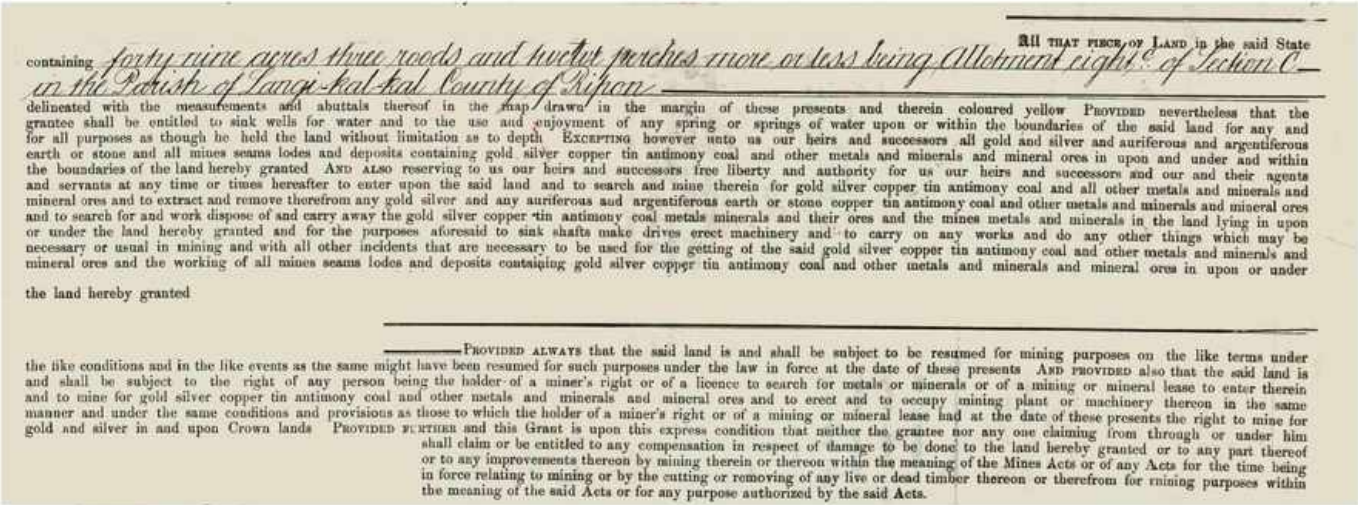 All THAT PIECE OF LAND in the said State
containing forty nine acres three roods and twelve perches more or less being Allotment eight c of Section C
in the Parish of Langi-kal-kal County of Ripon
delineated with the measurements and abuttals thereof in the map drawn in the margin of these presents and therein coloured yellow PROVIDED nevertheless that the
grantee shall be entitled to sink wells for water and to the use and enjoyment of any spring or springs of water upon or within the boundaries of the said land for any and
for all purposes as though he held the land without limitation as to depth EXCEPTING however unto us our heirs and successors all gold and silver and auriferous and argentiferous
earth or stone and all mines seams lodes and deposits containing gold silver copper tin antimony coal and other metals and minerals and mineral ores in upon and under and within
the boundaries of the land hereby granted AND ALSO reserving to us our heirs and successors free liberty and authority for us our heirs and successors and our and their agents
and servants at any time or times hereafter to enter upon the said land and to search and mine therein for gold silver copper tin antimony coal and all other metals and minerals and
mineral ores and to extract and remove therefrom any gold silver and any auriferous and argentiferous earth or stone copper tin antimony coal and other metals and minerals and mineral ores
and to search for and work dispose of and carry away the gold silver copper tin antimony coal metals minerals and their ores and the mines metals and minerals in the land lying in upon
or under the land hereby granted and for the purposes aforesaid to sink shafts make drives erect machinery and to carry on any works and do any other things which may be
necessary or usual in mining and with all other incidents that are necessary to be used for the getting of the said gold silver copper tin antimony coal and other metals and minerals and
mineral ores and the working of all mines seams lodes and deposits containing gold silver copper tin antimony coal and other metals and minerals and mineral ores in upon or under
the land hereby granted
PROVIDED ALWAYS that the said land is and shall be subject to be resumed for mining purposes on the like terms under
the like conditions and in the like events as the same might have been resumed for such purposes under the law in force at the date of these presents AND PROVIDED also that the said land is
and shall be subject to the right of any person being the holder of a miner's right or of a licence to search for metals or minerals or of a mining or mineral lease to enter therein
and to mine for gold silver copper tin antimony coal and other metals and minerals and mineral ores and to erect and to occupy mining plant or machinery thereon in the same
manner and under the same conditions and provisions as those to which the holder of a miner's right or of a mining or mineral lease had at the date of these presents the right to mine for
gold and silver in and upon Crown lands PROVIDED FURTHER and this Grant is upon this express condition that neither the grantee nor any one claiming from through or under him
shall claim or be entitled to any compensation in respect of damage to be done to the land hereby granted or to any part thereof
or to any improvements thereon by mining therein or thereon within the meaning of the Mines Acts or of any Acts for the time being
in force relating to mining or by the cutting or removing of any live or dead timber thereon or therefrom for mining purposes within
the meaning of the said Acts or for any purpose authorized by the said Acts.